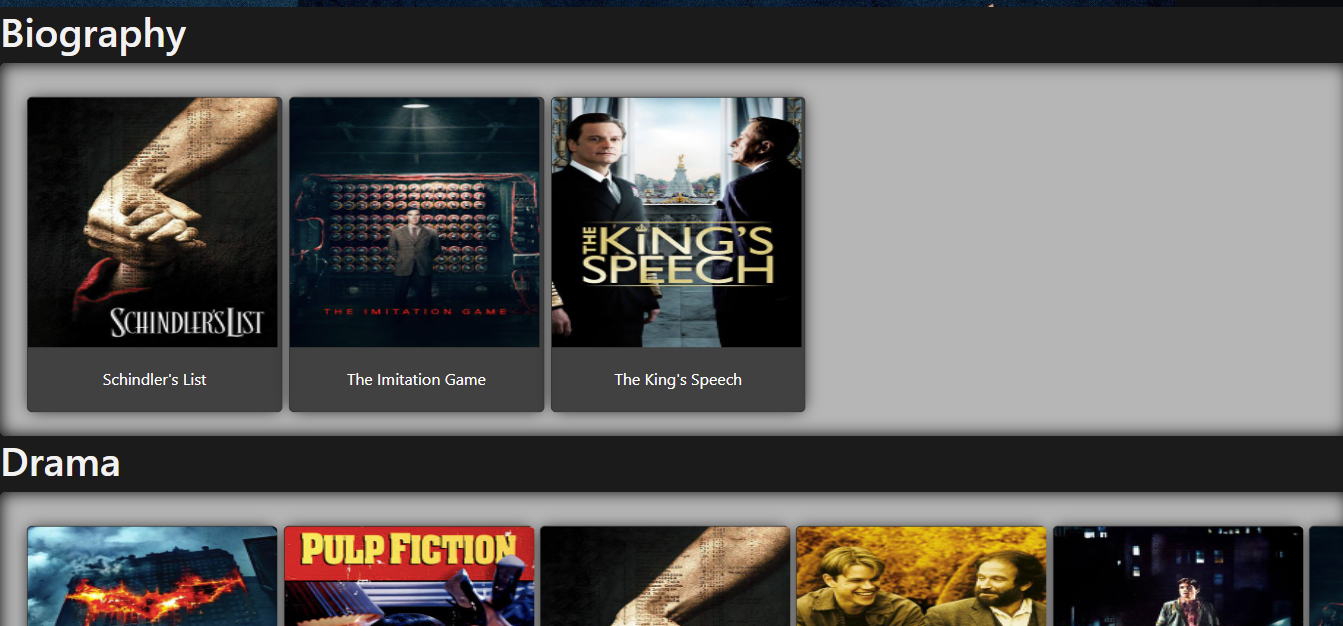 Biography
SCHINDLER'S LIST
THE IMITATION GAME
THE KING'S
SPEECH
Schindler's List
The Imitation Game
The King's Speech
Drama
PULP FICTION